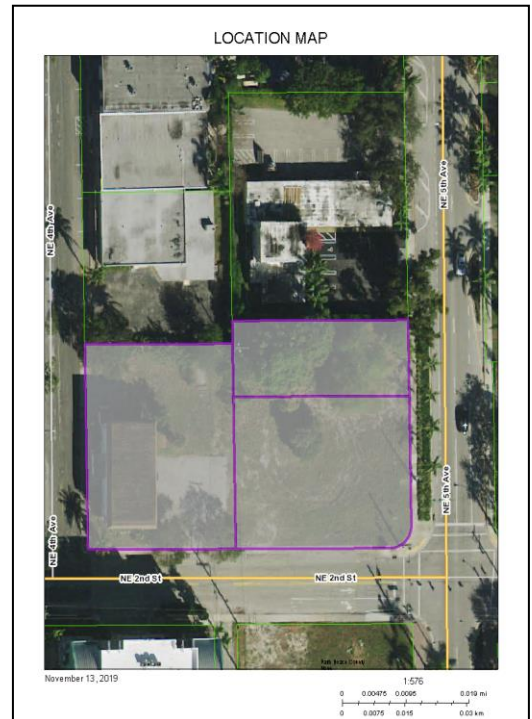 LOCATION MAP
NE 4th Ave
NE 5th Ave
NE 4th Ave
NE 5th Ave
NE 2nd St
NE 2nd St
November 13, 2019
1:576
0 0.00475 0.0095 0.019 mi
0 0.0075 0.015 0.03 km